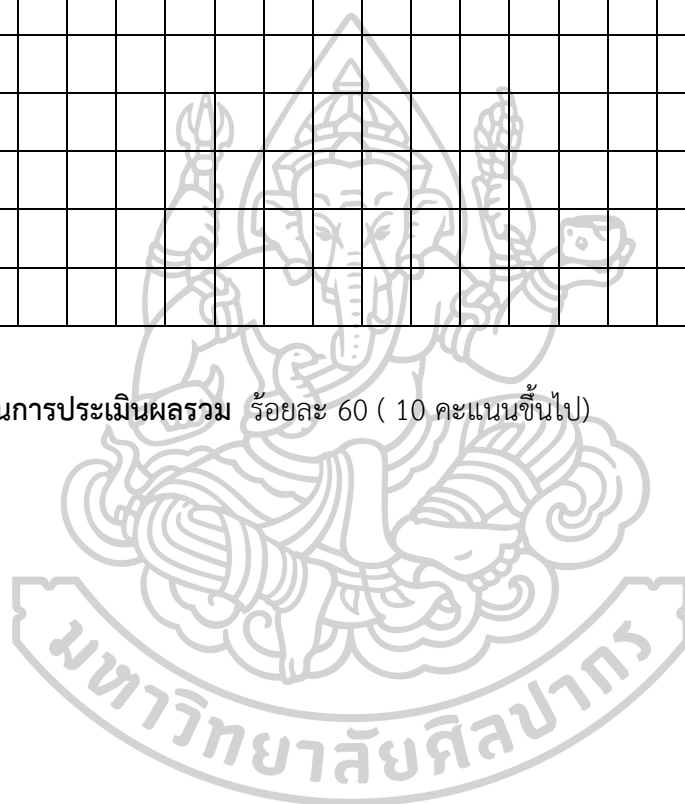 นการประเมินผลรวม ร้อยละ 60 ( 10 คะแนนขึ้นไป)
มหาวิทยาลัยศิลปากร